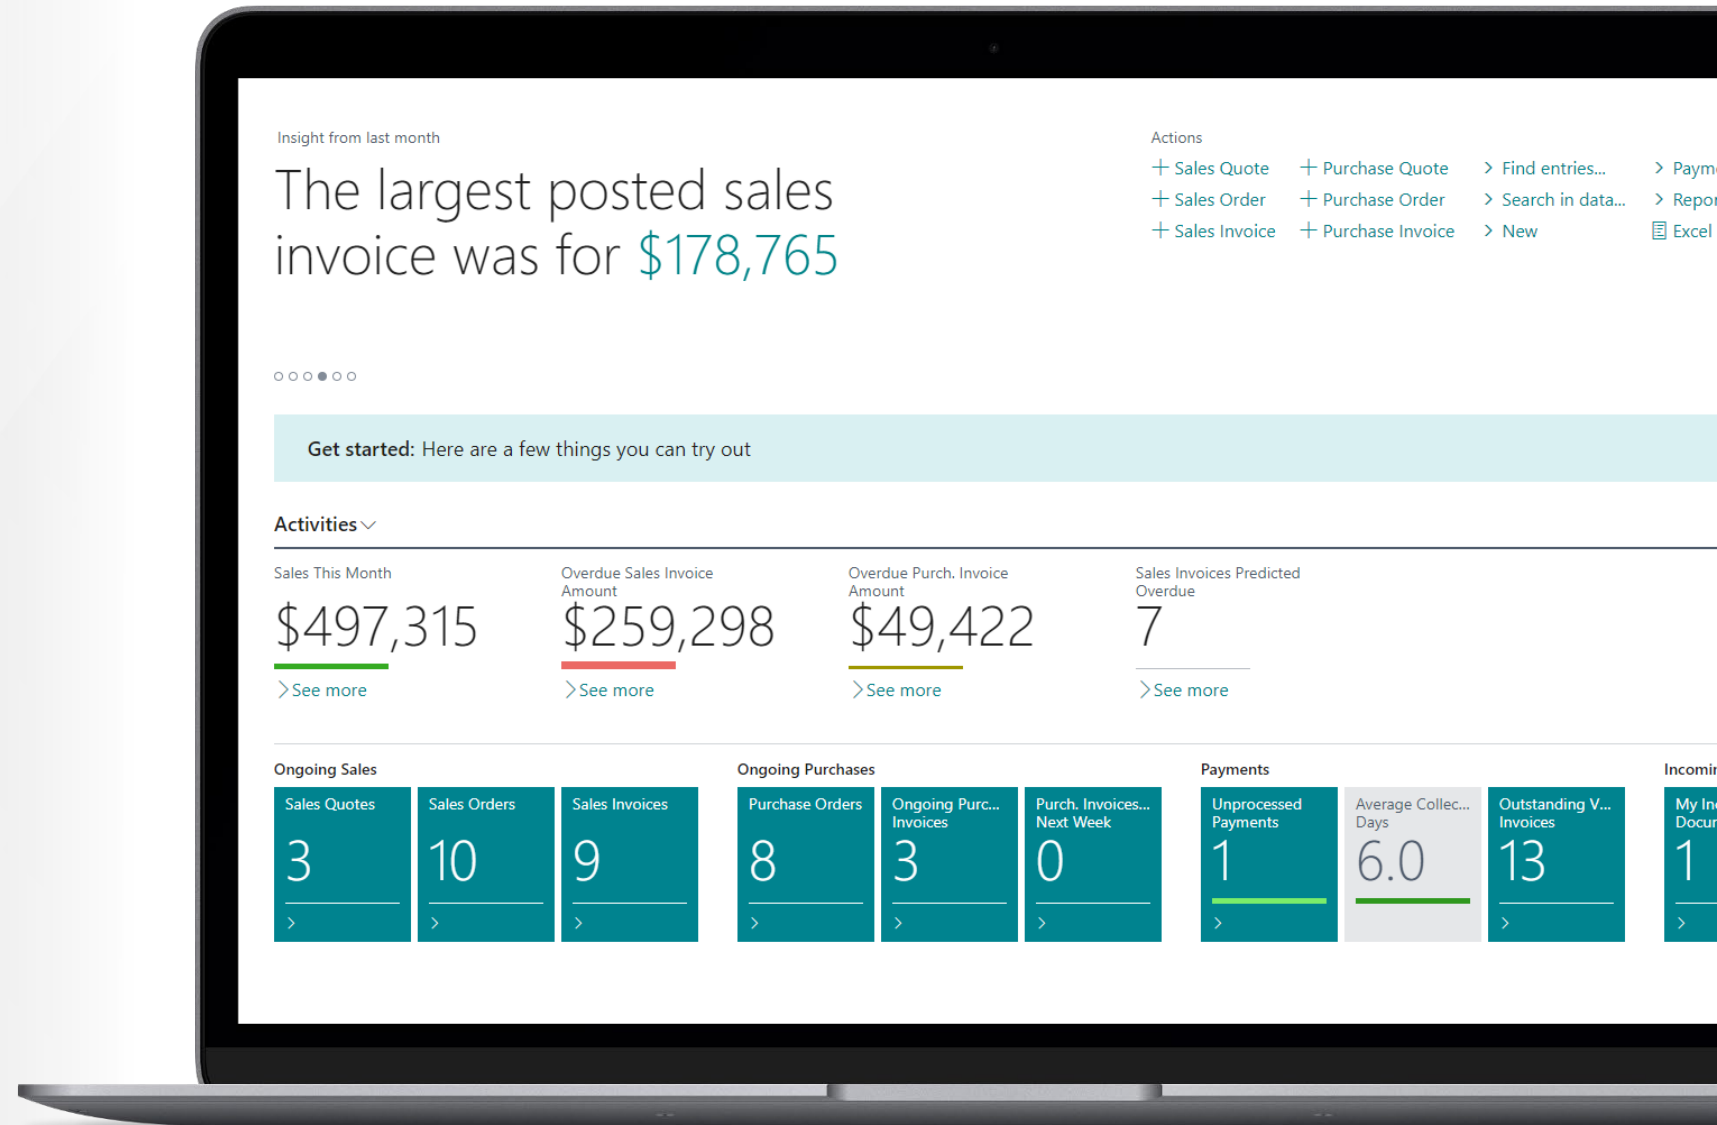 Insight from last month
The largest posted sales
invoice was for $178,765
Actions
Sales Quote
Purchase Quote
Find entries...
Sales Order
Purchase Order
Search in data...
Sales Invoice
Purchase Invoice
New
Excel
Get started: Here are a few things you can try out
Activities
Sales This Month
$497,315
See more
Overdue Sales Invoice
Amount
$259,298
See more
Overdue Purch. Invoice
Amount
$49,422
See more
Sales Invoices Predicted
Overdue
7
See more
Ongoing Sales
Sales Quotes
3
Sales Orders
10
Sales Invoices
9
Ongoing Purchases
Purchase Orders
8
Ongoing Purc...
Invoices
3
Purch. Invoices...
Next Week
0
Payments
Unprocessed
Payments
1
Average Collec...
Days
6.0
Outstanding V...
Invoices
13
My
1